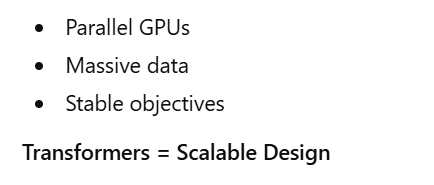 • Parallel GPUs
• Massive data
• Stable objectives
Transformers = Scalable Design